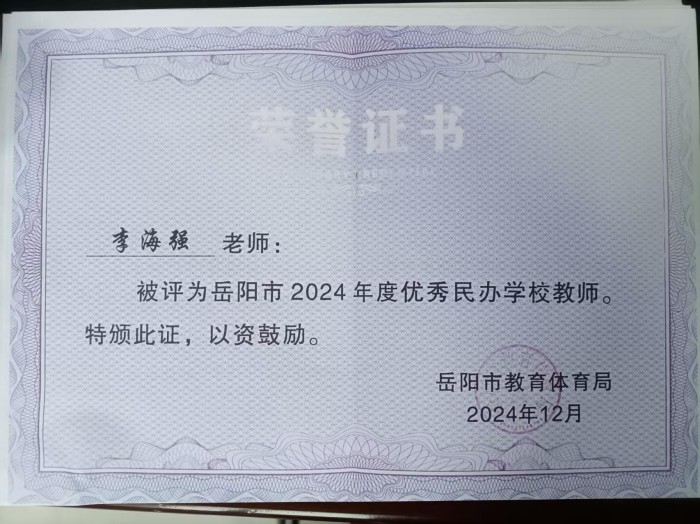 荣誉证书
李海强 老师：
被评为岳阳市2024年度优秀民办学校教师。
特颁此证，以资鼓励。
岳阳市教育体育局
2024年12月